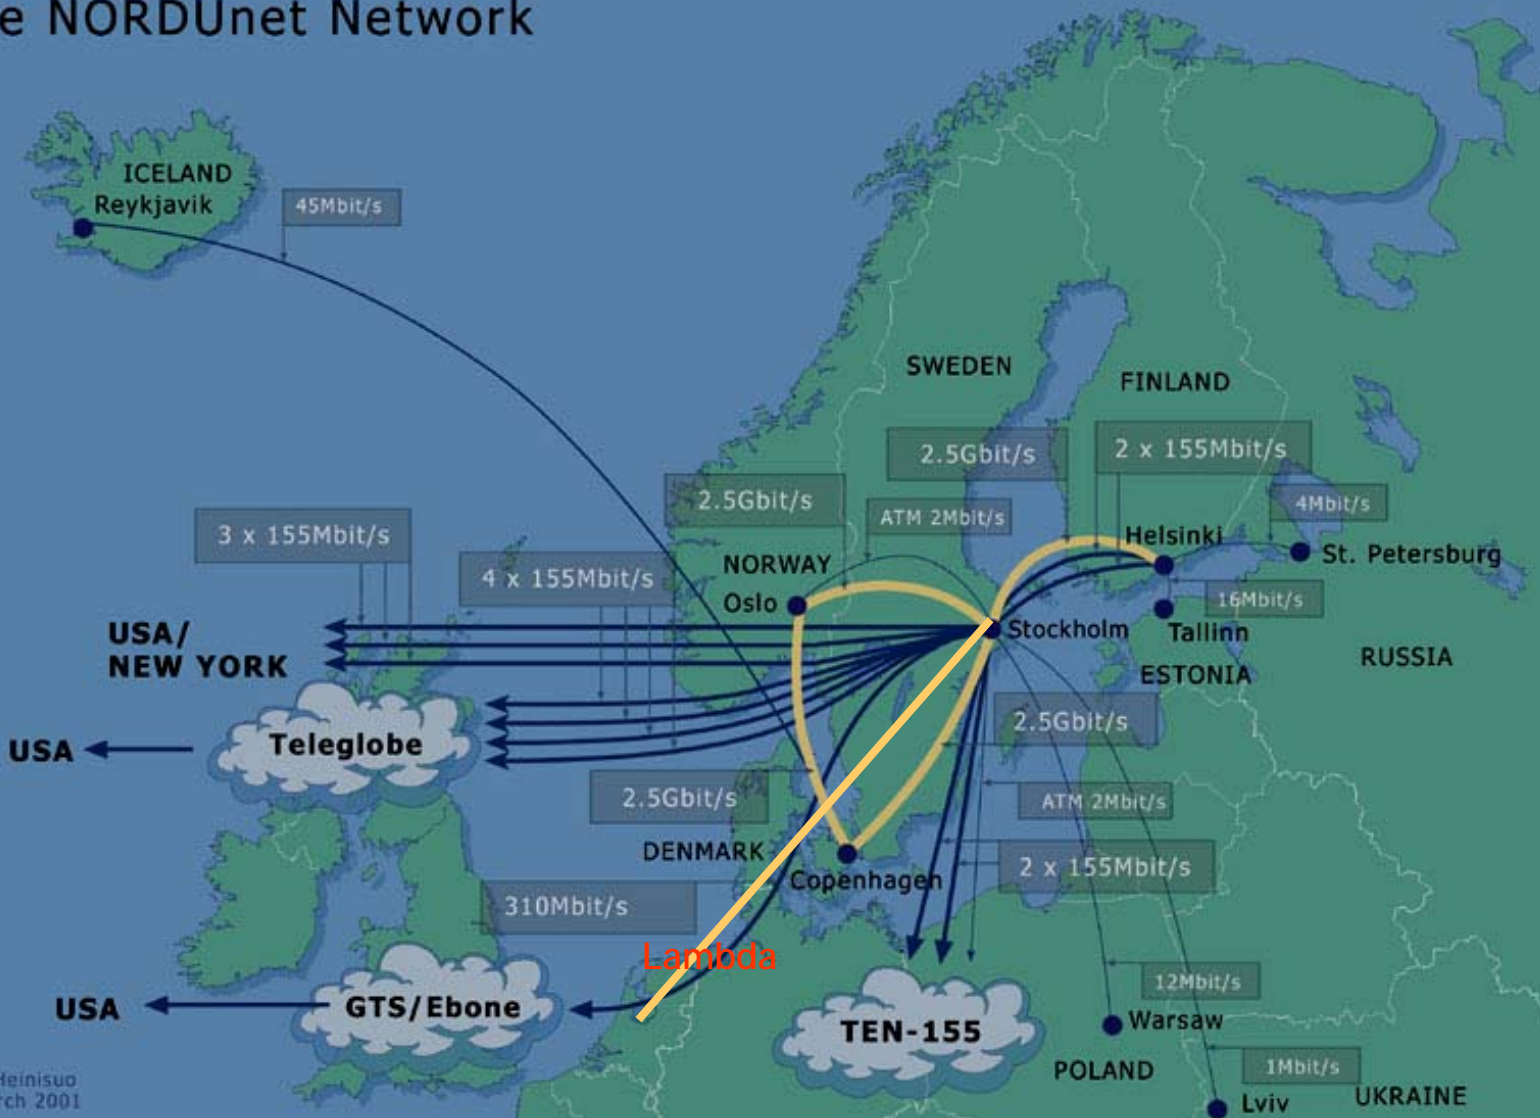 e NORDUnet Network
ICELAND
Reykjavik
45Mbit/s
SWEDEN
FINLAND
2.5Gbit/s
2 x 155Mbit/s
2.5Gbit/s
ATM 2Mbit/s
4Mbit/s
3 x 155Mbit/s
Helsinki
St. Petersburg
4 x 155Mbit/s
NORWAY
Oslo
16Mbit/s
USA/
NEW YORK
Stockholm
Tallinn
ESTONIA
RUSSIA
2.5Gbit/s
USA
Teleglobe
2.5Gbit/s
ATM 2Mbit/s
DENMARK
Copenhagen
2 x 155Mbit/s
310Mbit/s
Lambda
12Mbit/s
USA
GTS/Ebone
TEN-155
Warsaw
POLAND
1Mbit/s
UKRAINE
Lviv
Heinisuo
rch 2001